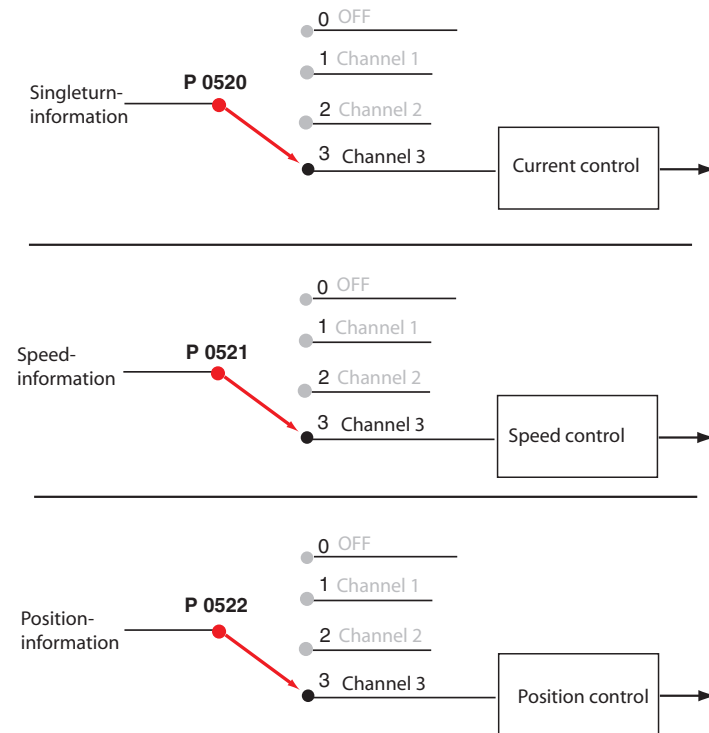 0 OFF
1 Channel 1
P 0520
Singleturn-
information
2 Channel 2
3 Channel 3
Current control
0 OFF
1 Channel 1
P 0521
Speed-
information
2 Channel 2
3 Channel 3
Speed control
0 OFF
1 Channel 1
P 0522
Position-
information
2 Channel 2
3 Channel 3
Position control